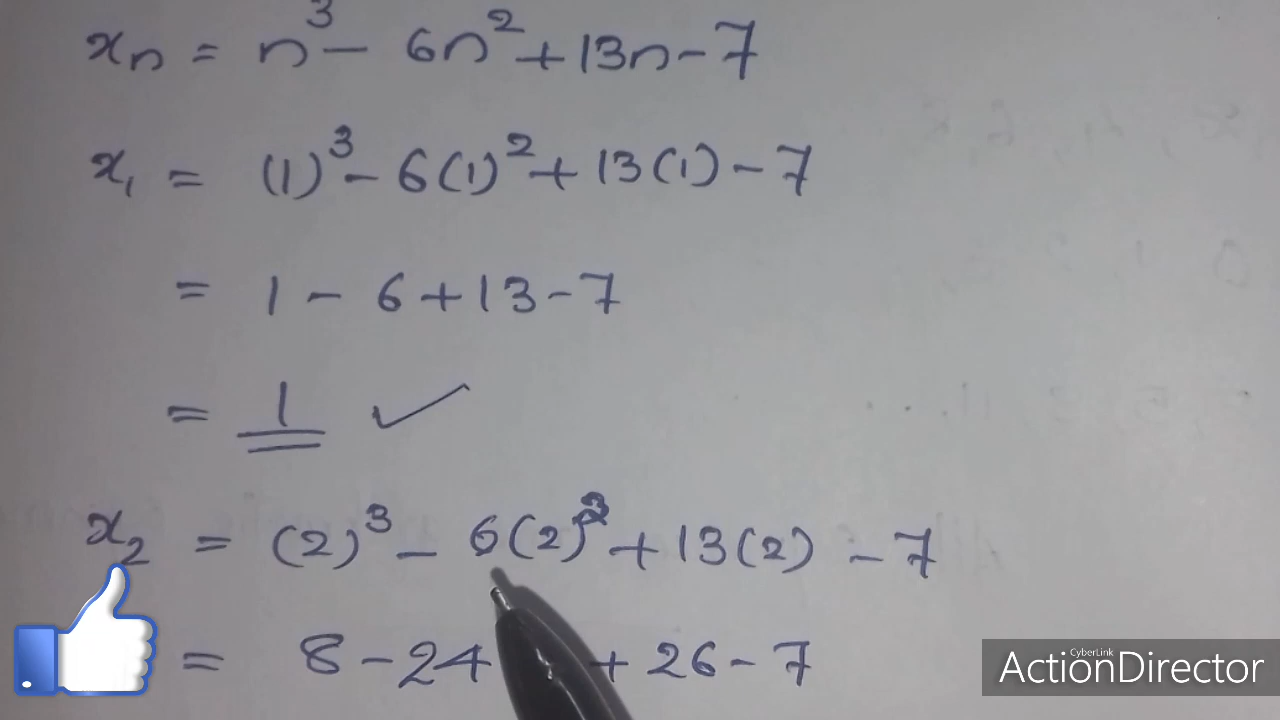 xₙ = n³ - 6n² + 13n - 7
x₁ = (1)³ - 6(1)² + 13(1) - 7
= 1 - 6 + 13 - 7
= 1 ✓
x₂ = (2)³ - 6(2)² + 13(2) - 7
= 8 - 24 + 26 - 7
CyberLink
ActionDirector